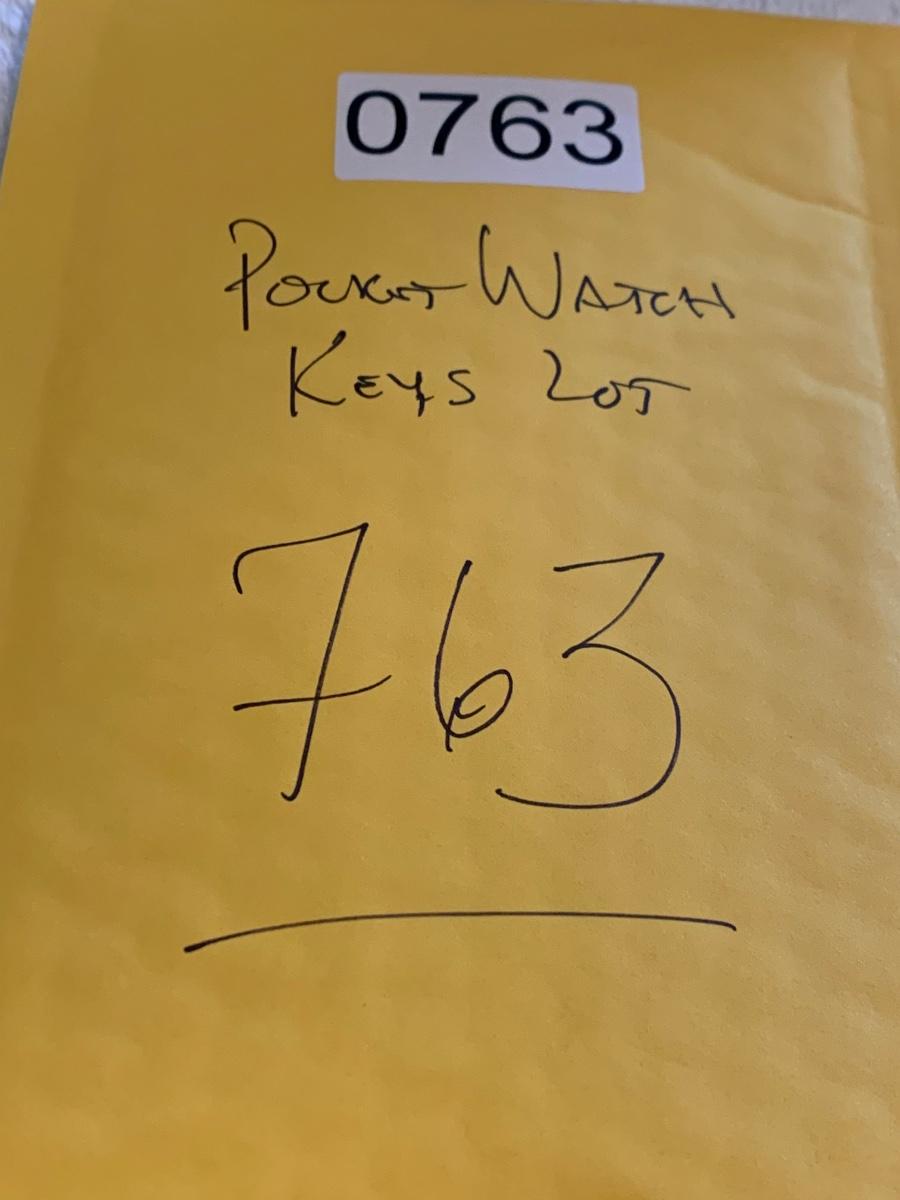 0763
POCKET WATCH
KEYS LOT
763